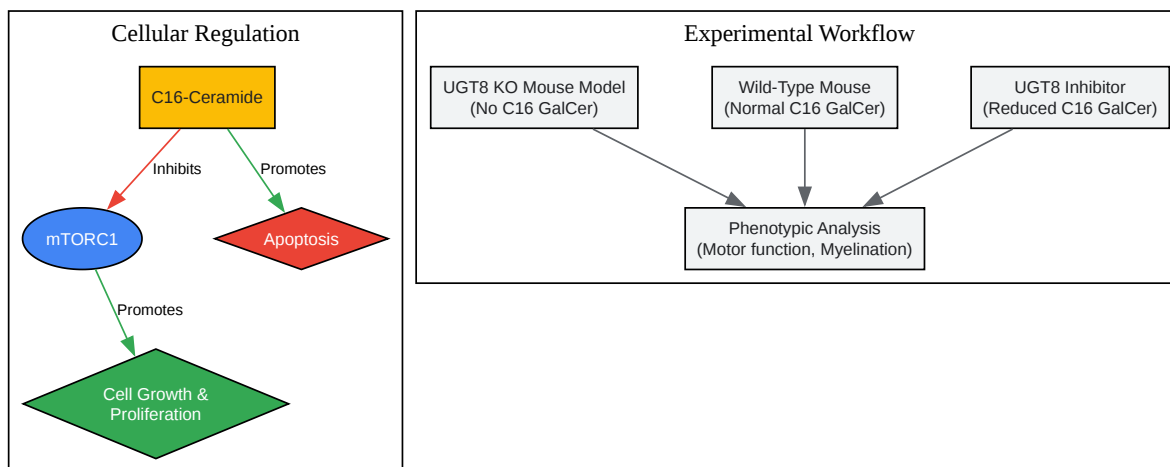 Cellular Regulation
C16-Ceramide
Inhibits
Promotes
mTORC1
Apoptosis
Promotes
Cell Growth &
Proliferation
Experimental Workflow
UGT8 KO Mouse Model
(No C16 GalCer)
Wild-Type Mouse
(Normal C16 GalCer)
UGT8 Inhibitor
(Reduced C16 GalCer)
Phenotypic Analysis
(Motor function, Myelination)